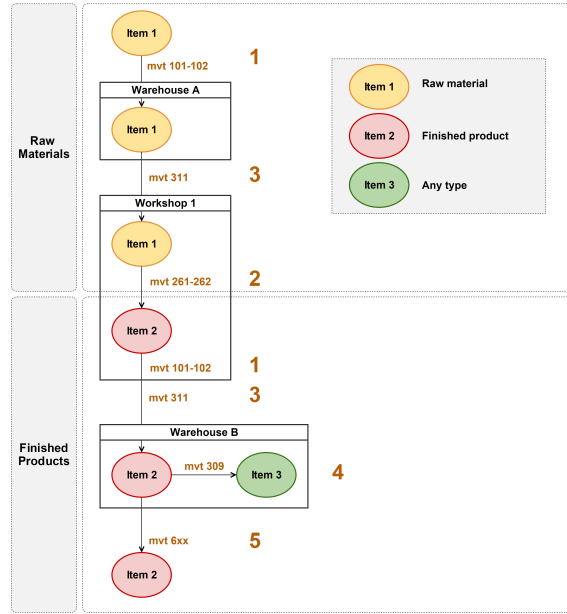 Item 1
mvt 101-102
1
Warehouse A
Item 1
mvt 311
3
Raw
Materials
Workshop 1
Item 1
mvt 261-262
2
Item 2
mvt 101-102
1
mvt 311
3
Warehouse B
Item 2
mvt 309
Item 3
4
Finished
Products
mvt 6xx
5
Item 2
Item 1
Raw material
Item 2
Finished product
Item 3
Any type